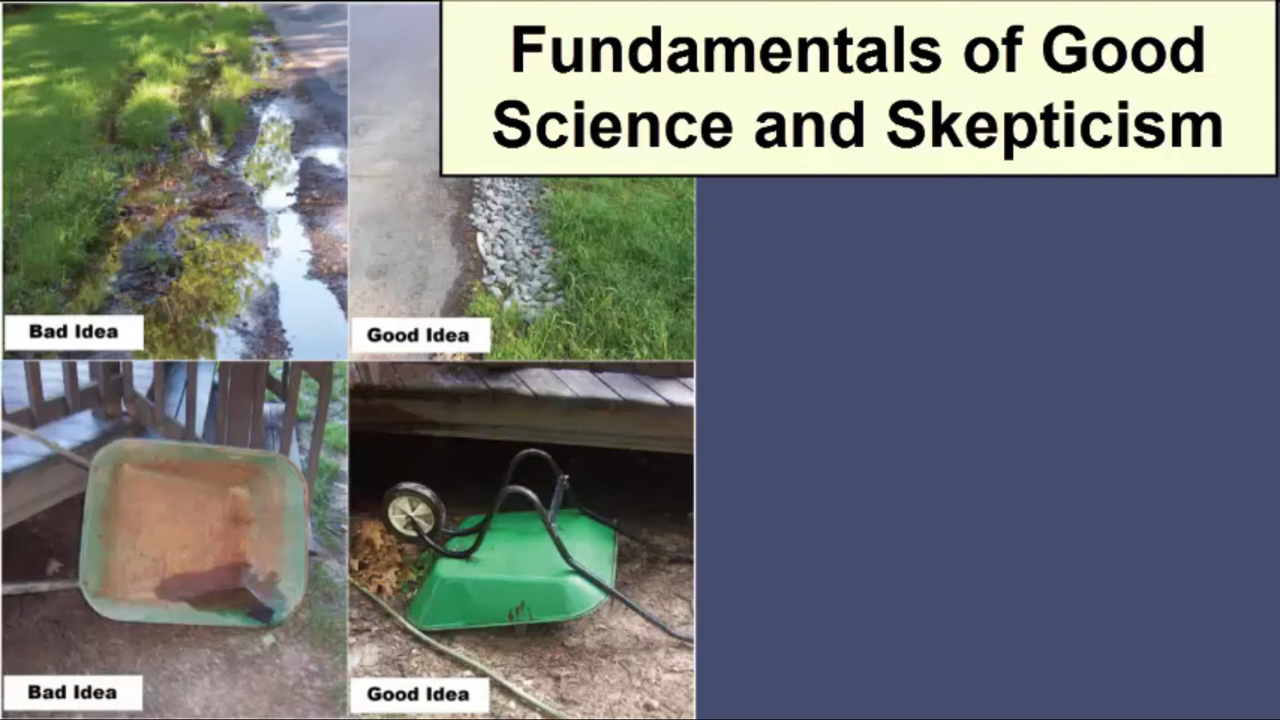 Fundamentals of Good
Science and Skepticism
Bad Idea
Good Idea
Bad Idea
Good Idea